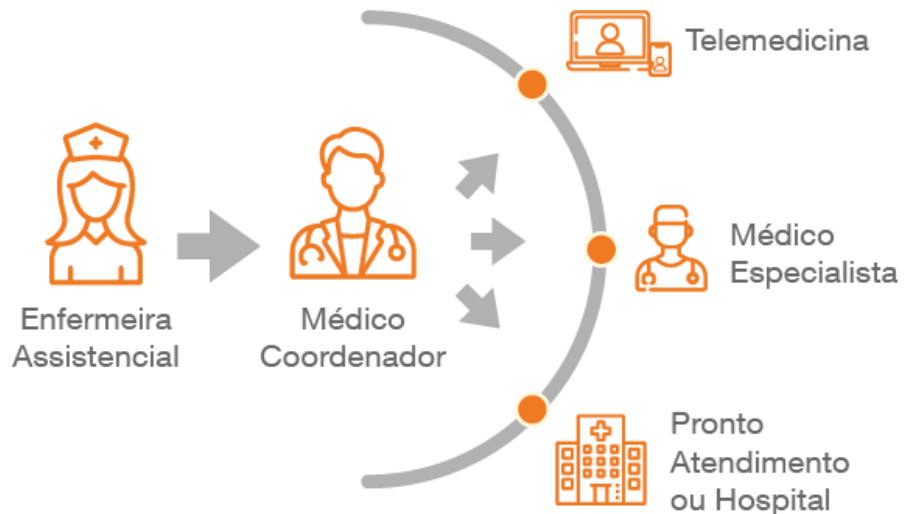 Telemedicina
Enfermeira
Assistencial
Médico
Coordenador
Médico
Especialista
Pronto
Atendimento
ou Hospital